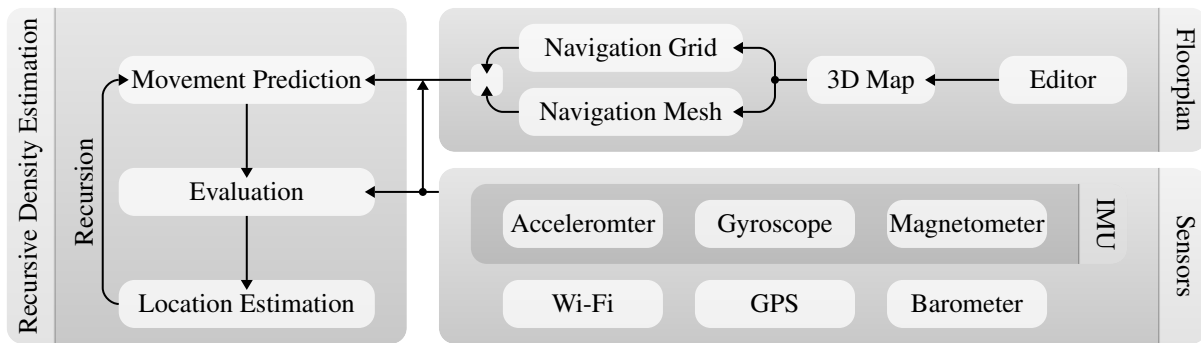 Recursive Density Estimation
Movement Prediction
Recursion
Evaluation
Location Estimation
Navigation Grid
Navigation Mesh
3D Map
Editor
Floorplan
Acceleromter
Gyroscope
Magnetometer
IMU
Wi-Fi
GPS
Barometer
Sensors